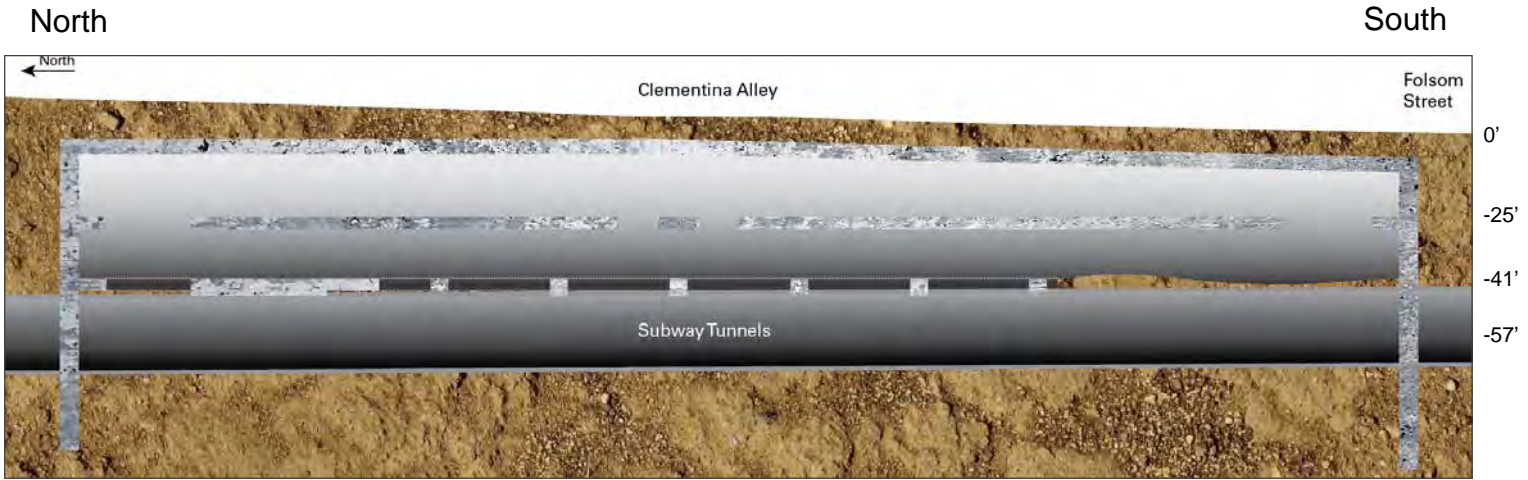 North
South
North
Clementina Alley
Folsom
Street
0’
-25’
-41’
Subway Tunnels
-57’